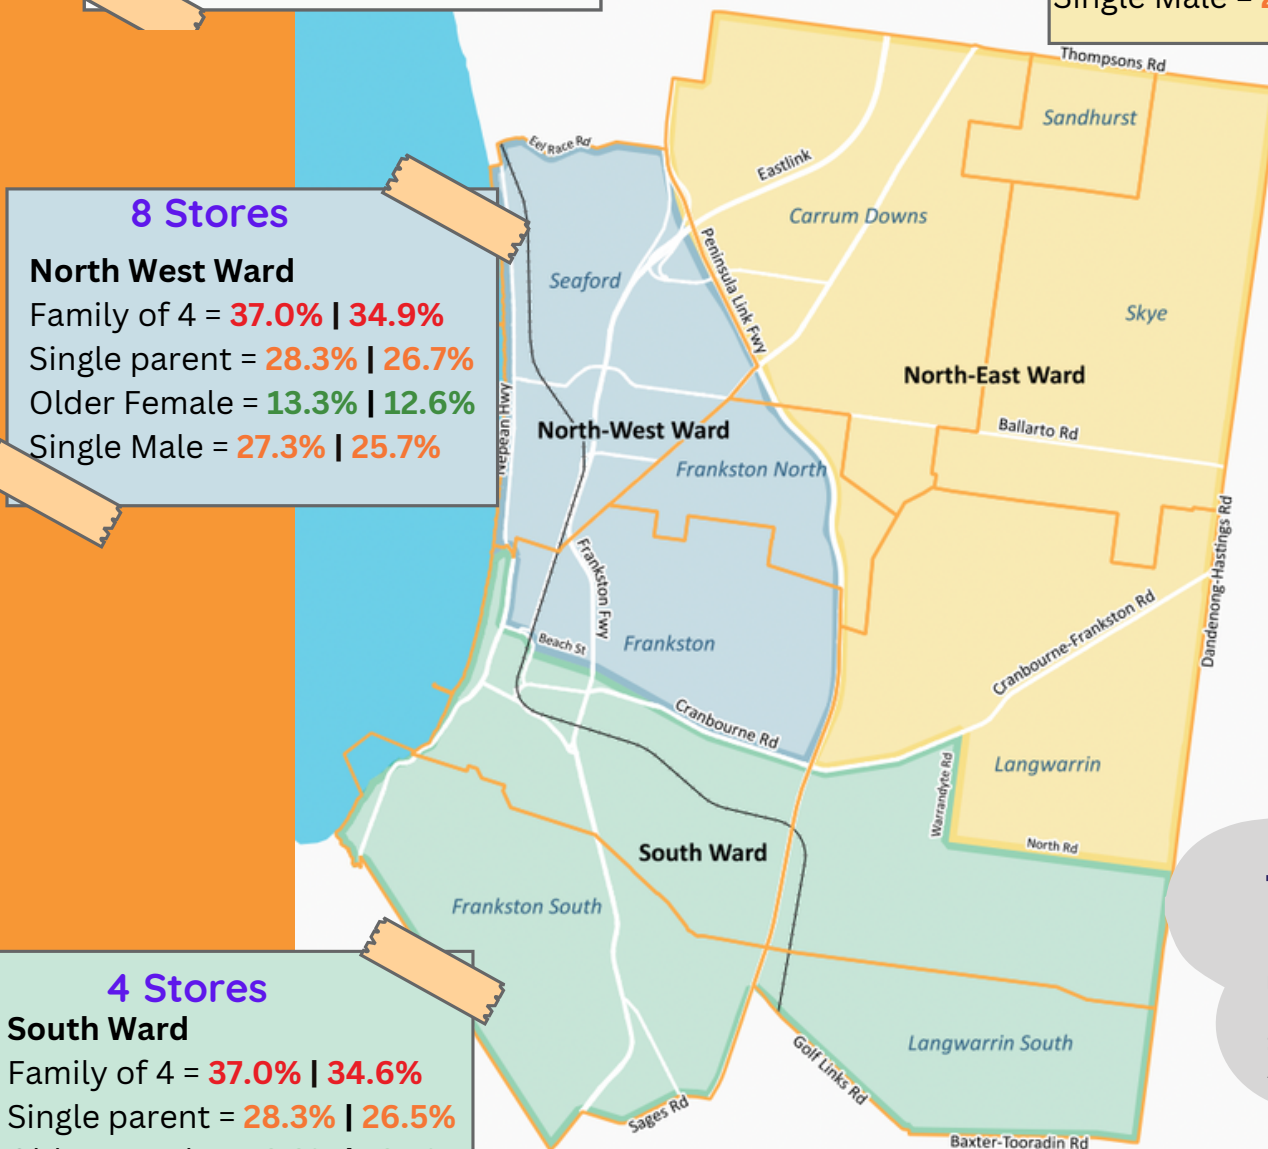 Single Male =
Thompsons Rd
Sandhurst
Eel Race Rd
Eastlink
Carrum Downs
8 Stores
North West Ward
Family of 4 = 37.0% | 34.9%
Single parent = 28.3% | 26.7%
Older Female = 13.3% | 12.6%
Single Male = 27.3% | 25.7%
Seaford
Peninsula Link Fwy
Skye
North-East Ward
Nepean Hwy
North-West Ward
Ballarto Rd
Frankston North
Dandenong-Hastings Rd
Frankston Fwy
Beach St
Frankston
Cranbourne-Frankston Rd
Cranbourne Rd
Langwarrin
Warrandyte Rd
North Rd
South Ward
Frankston South
4 Stores
South Ward
Family of 4 = 37.0% | 34.6%
Single parent = 28.3% | 26.5%
Langwarrin South
Golf Links Rd
Sages Rd
Baxter-Tooradin Rd